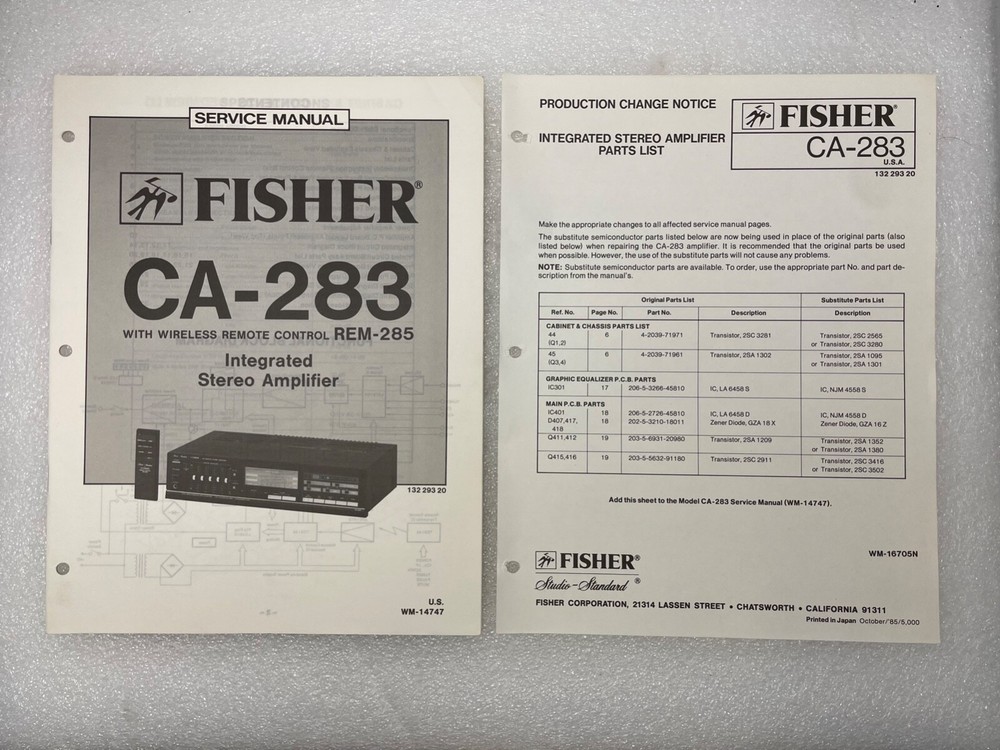 SERVICE MANUAL
FISHER®
CA-283
WITH WIRELESS REMOTE CONTROL REM-285
Integrated
Stereo Amplifier
132 293 20
U.S.
WM-14747
PRODUCTION CHANGE NOTICE
INTEGRATED STEREO AMPLIFIER
PARTS LIST
FISHER®
CA-283
U.S.A.
132 293 20
Make the appropriate changes to all affected service manual pages.
The substitute semiconductor parts listed below are now being used in place of the original parts (also
listed below) when repairing the CA-283 amplifier. It is recommended that the original parts be used
when possible. However, the use of the substitute parts will not cause any problems.
NOTE: Substitute semiconductor parts are available. To order, use the appropriate part No. and part de-
scription from the manual's.
Original Parts List Substitute Parts List
Ref. No. Page No. Part No. Description Description
CABINET & CHASSIS PARTS LIST
44 6 4-2039-71971 Transistor, 2SC 3281 Transistor, 2SC 2565
(Q1,2) or Transistor, 2SC 3280
45 6 4-2039-71961 Transistor, 2SA 1302 Transistor, 2SA 1095
(Q3,4) or Transistor, 2SA 1301
GRAPHIC EQUALIZER P.C.B. PARTS
IC301 17 206-5-3266-45810 IC, LA 6458 S IC, NJM 4558 S
MAIN P.C.B. PARTS
IC401 18 206-5-2726-45810 IC, LA 6458 D IC, NJM 4558 D
D407,417, 18 202-5-3210-18011 Zener Diode, GZA 18 X Zener Diode, GZA 16 Z
418
Q411,412 19 203-5-6931-20980 Transistor, 2SA 1209 Transistor, 2SA 1352
or Transistor, 2SA 1380
Q415,416 19 203-5-5632-91180 Transistor, 2SC 2911 Transistor, 2SC 3416
or Transistor, 2SC 3502
Add this sheet to the Model CA-283 Service Manual (WM-14747).
WM-16705N
FISHER®
Studio-Standard®
FISHER CORPORATION, 21314 LASSEN STREET • CHATSWORTH • CALIFORNIA 91311
Printed in Japan October/'85/5,000